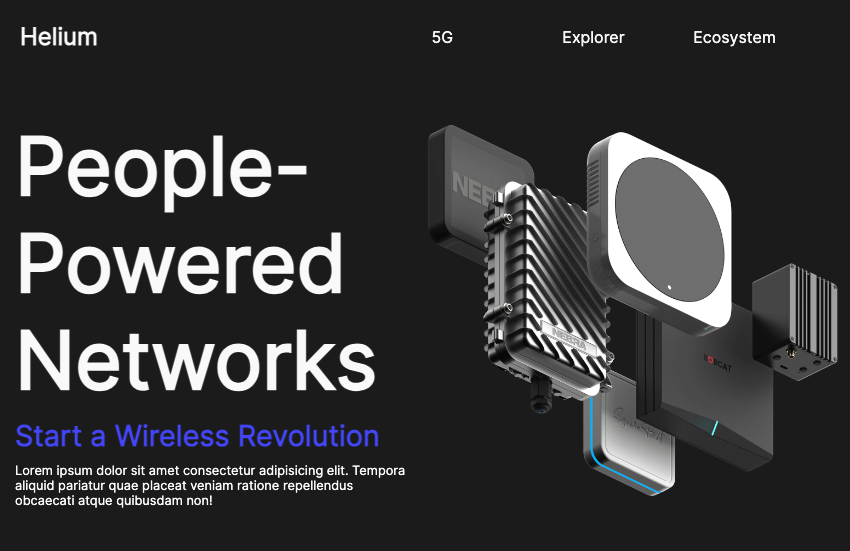 Helium
5G
Explorer
Ecosystem
People-
Powered
Networks
Start a Wireless Revolution
Lorem ipsum dolor sit amet consectetur adipisicing elit. Tempora
aliquid pariatur quae placeat veniam ratione repellendus
obcaecati atque quibusdam non!
NEBRA
BOBCAT